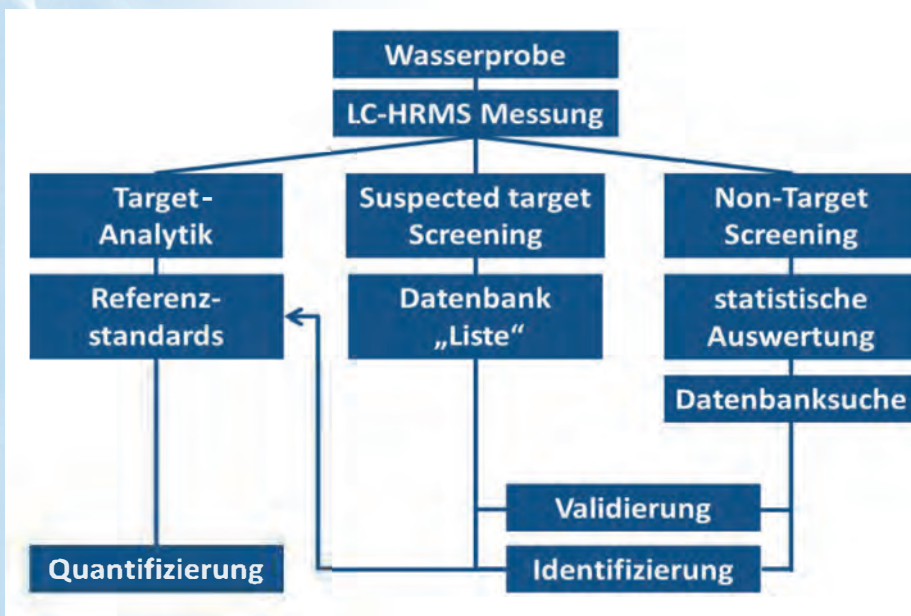 Wasserprobe
LC-HRMS Messung
Target-
Analytik
Suspected target
Screening
Non-Target
Screening
Referenz-
standards
Datenbank
„Liste“
statistische
Auswertung
Datenbanksuche
Validierung
Quantifizierung
Identifizierung